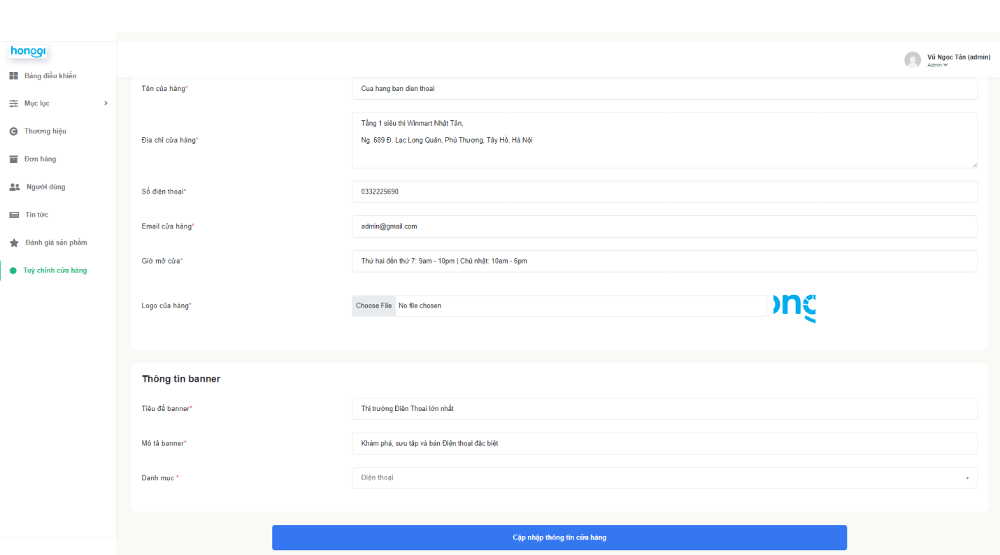 honggi
Vũ Ngọc Tấn (admin)
Admin
Bảng điều khiển
Mục lục
Thương hiệu
Đơn hàng
Người dùng
Tin tức
Đánh giá sản phẩm
Tuỳ chỉnh cửa hàng
Tên của hàng*
Cua hang ban dien thoai
Địa chỉ cửa hàng*
Tầng 1 siêu thị Winmart Nhật Tân,
Ng. 689 Đ. Lạc Long Quân, Phú Thượng, Tây Hồ, Hà Nội
Số điện thoại*
0332225690
Email cửa hàng*
admin@gmail.com
Giờ mở cửa*
Thứ hai đến thứ 7: 9am - 10pm | Chủ nhật: 10am - 6pm
Logo của hàng*
Choose File No file chosen
ong
Thông tin banner
Tiêu đề banner*
Thị trường Điện Thoại lớn nhất
Mô tả banner*
Khám phá, sưu tập và bán Điện thoại đặc biệt
Danh mục *
Điện thoại
Cập nhập thông tin cửa hàng